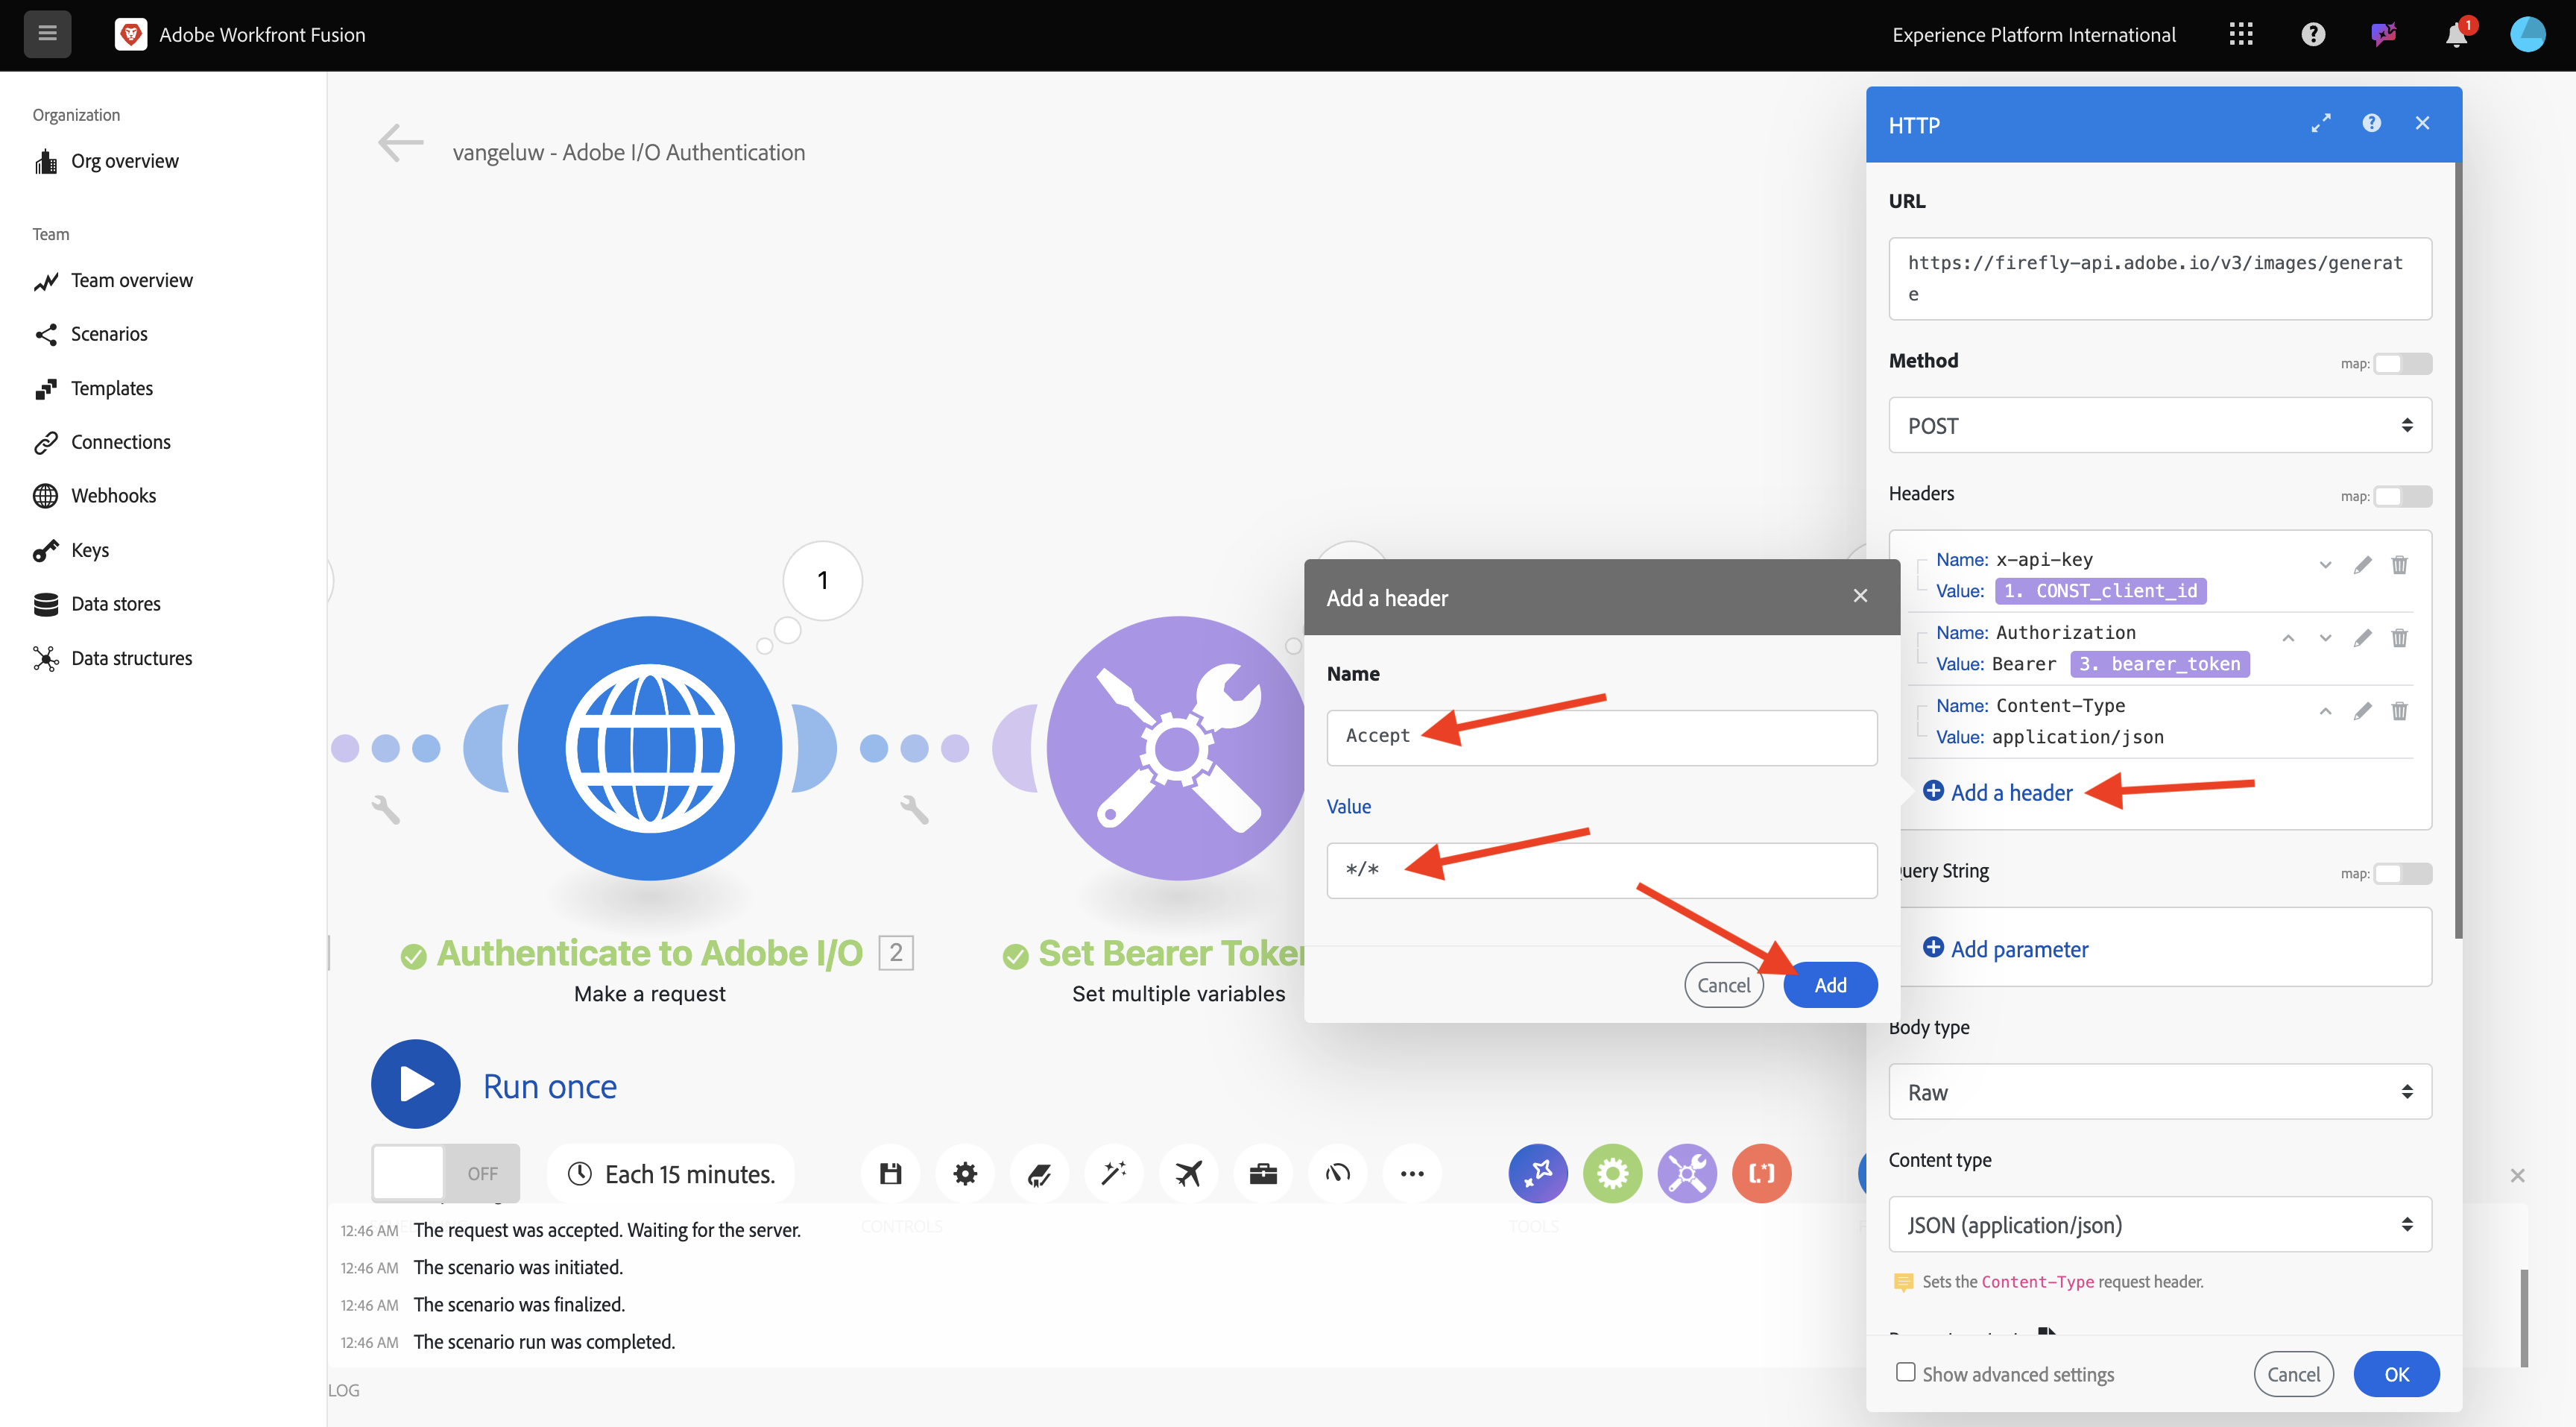 Adobe Workfront Fusion
Experience Platform International
1
Organization
Org overview
Team
Team overview
Scenarios
Templates
Connections
Webhooks
Keys
Data stores
Data structures
vangeluw - Adobe I/O Authentication
1
Authenticate to Adobe I/O 2
Make a request
Set Bearer Token
Set multiple variables
Run once
OFF
Each 15 minutes.
CONTROLS
TOOLS
12:46 AM The request was accepted. Waiting for the server.
12:46 AM The scenario was initiated.
12:46 AM The scenario was finalized.
12:46 AM The scenario run was completed.
LOG
Add a header
Name
Accept
Value
*/*
Cancel
Add
HTTP
URL
https://firefly-api.adobe.io/v3/images/generat
e
Method
map:
POST
Headers
map:
Name: x-api-key
Value: 1. CONST_client_id
Name: Authorization
Value: Bearer 3. bearer_token
Name: Content-Type
Value: application/json
Add a header
Query String
map:
Add parameter
Body type
Raw
Content type
JSON (application/json)
Sets the Content-Type request header.
Show advanced settings
Cancel
OK